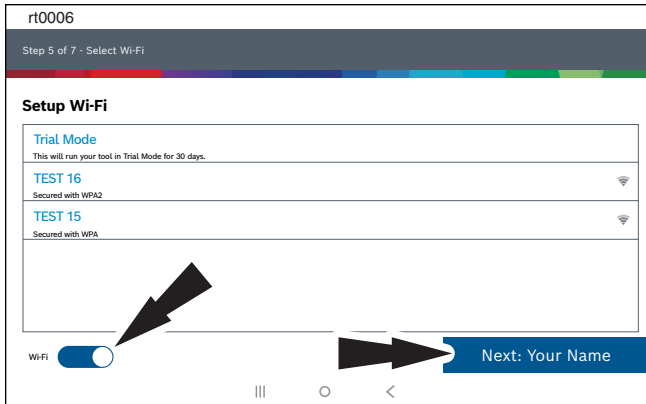 rt0006
Step 5 of 7 - Select Wi-Fi
Setup Wi-Fi
Trial Mode
This will run your tool in Trial Mode for 30 days.
TEST 16
Secured with WPA2
TEST 15
Secured with WPA
Wi-Fi
Next: Your Name